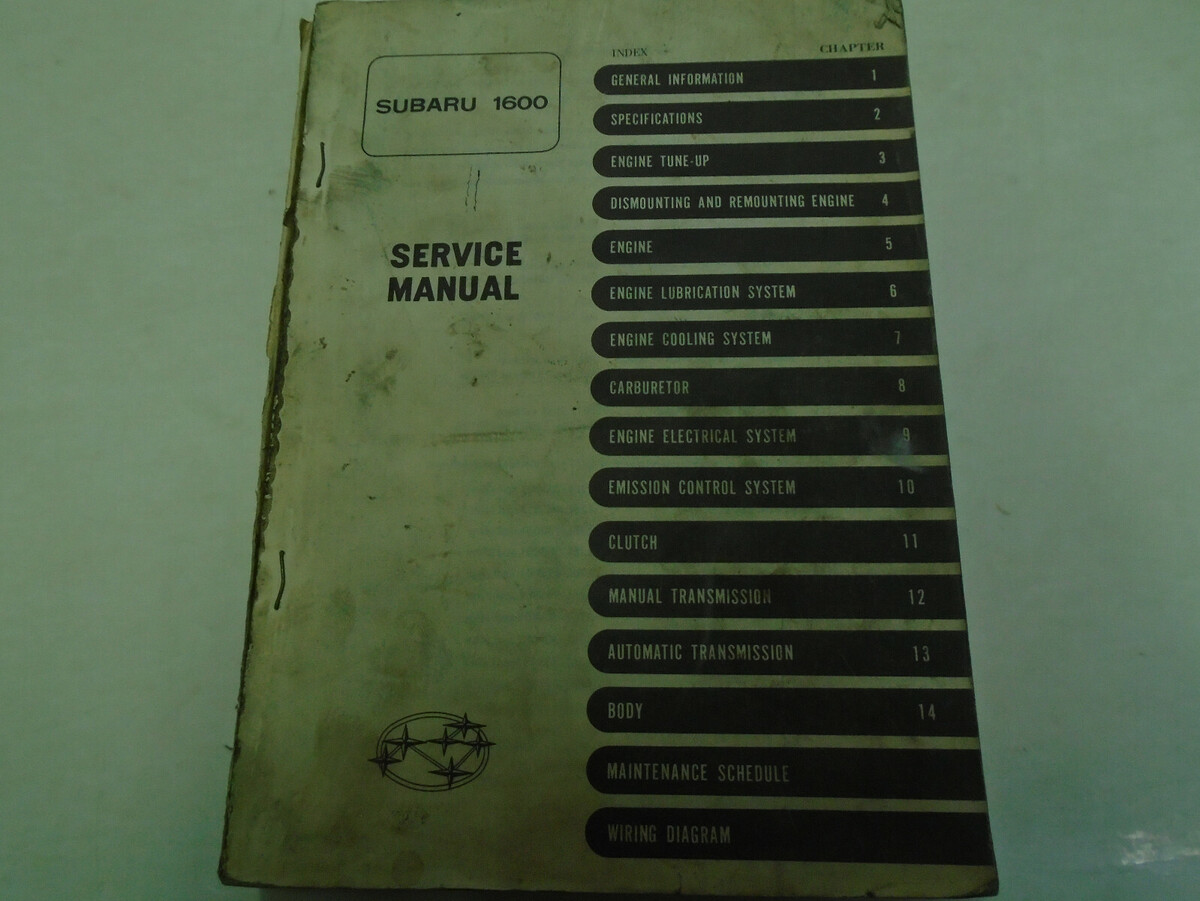 SUBARU 1600
SERVICE
MANUAL
INDEX CHAPTER
GENERAL INFORMATION 1
SPECIFICATIONS 2
ENGINE TUNE-UP 3
DISMOUNTING AND REMOUNTING ENGINE 4
ENGINE 5
ENGINE LUBRICATION SYSTEM 6
ENGINE COOLING SYSTEM 7
CARBURETOR 8
ENGINE ELECTRICAL SYSTEM 9
EMISSION CONTROL SYSTEM 10
CLUTCH 11
MANUAL TRANSMISSION 12
AUTOMATIC TRANSMISSION 13
BODY 14
MAINTENANCE SCHEDULE
WIRING DIAGRAM